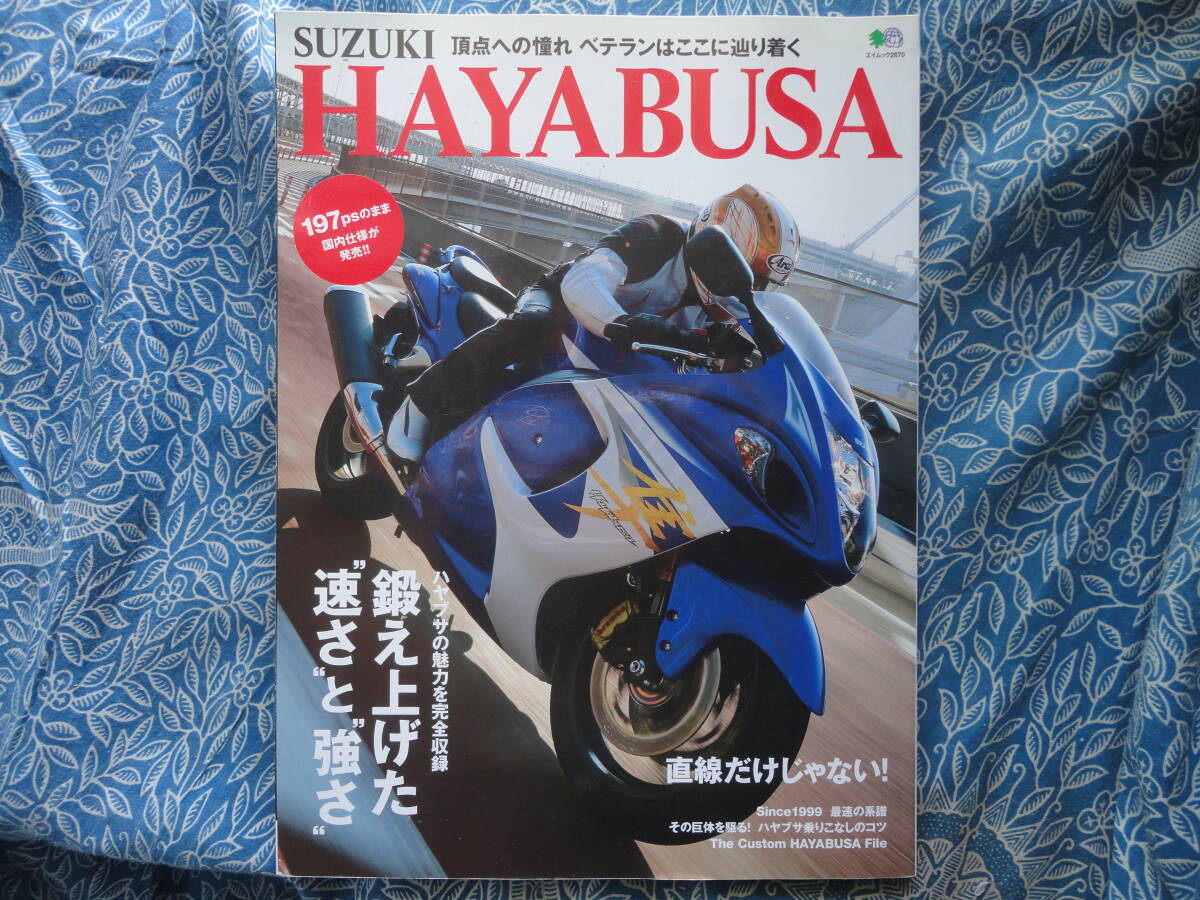 SUZUKI 頂点への憧れ ベテランはここに辿り着く
エイムック2870
HAYABUSA
197psのまま
国内仕様が
発売!!
Arai
隼
Hayabusa
ハヤブサの魅力を完全収録
鍛え上げた
“速さ”と“強さ”
直線だけじゃない!
Since1999 最速の系譜
その巨体を駆る! ハヤブサ乗りこなしのコツ
The Custom HAYABUSA File